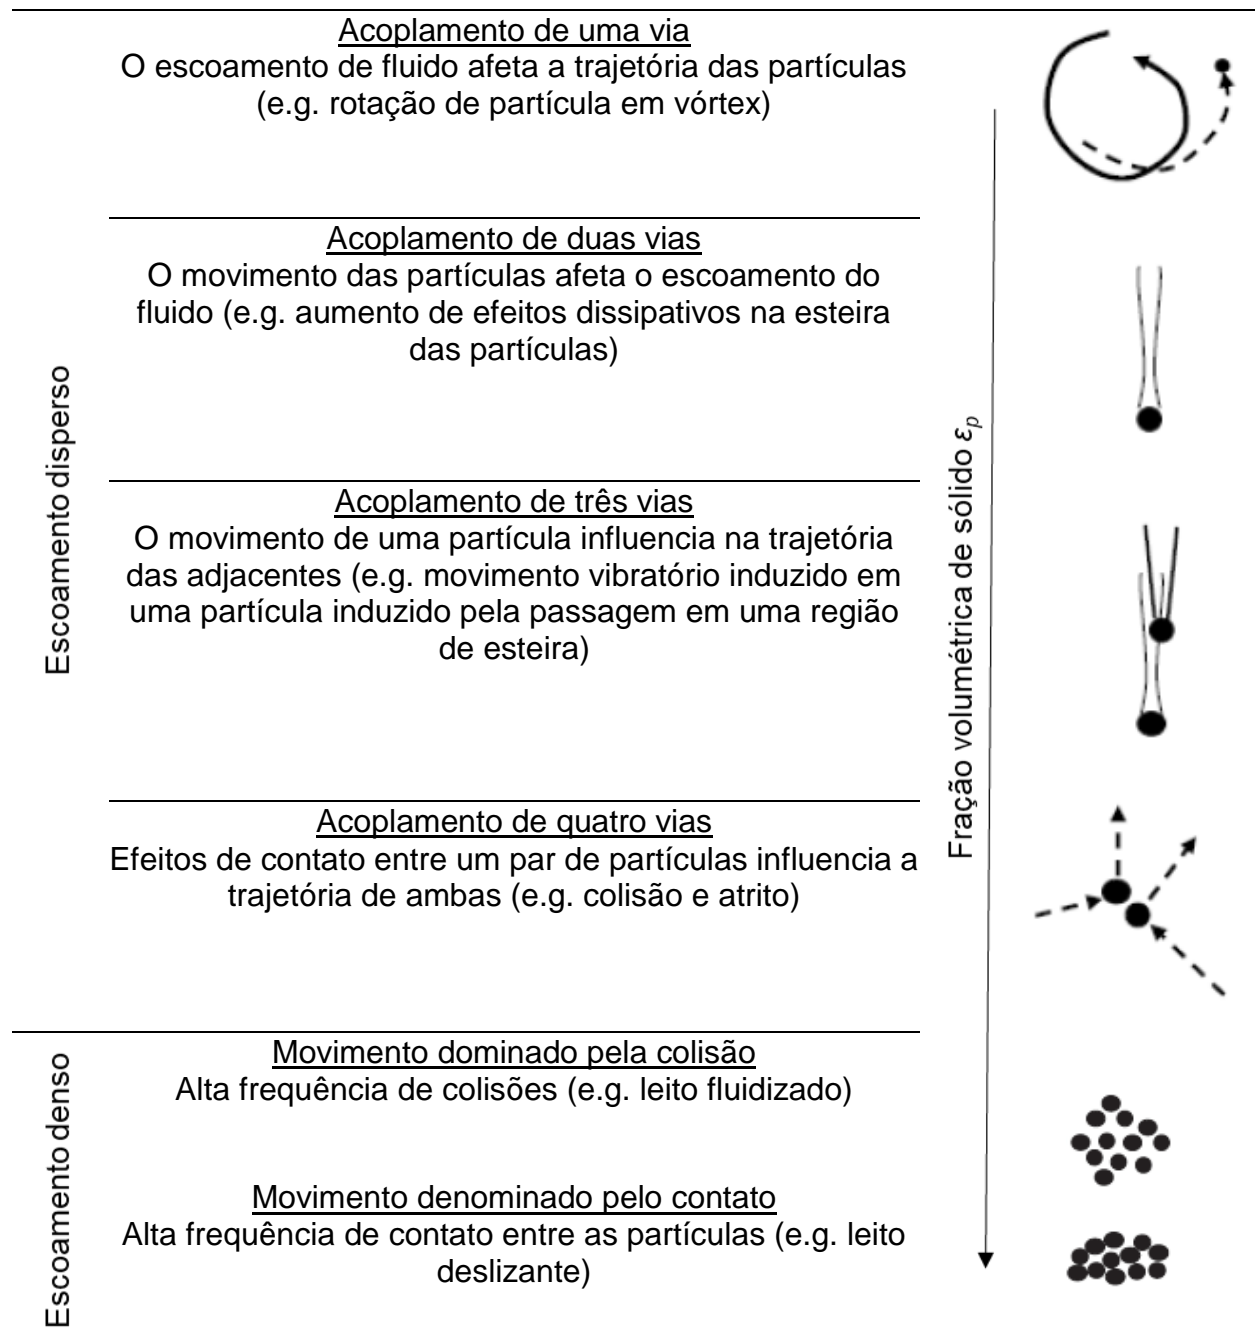 Acoplamento de uma via
O escoamento de fluido afeta a trajetória das partículas
(e.g. rotação de partícula em vórtex)
Escoamento disperso
Acoplamento de duas vias
O movimento das partículas afeta o escoamento do
fluido (e.g. aumento de efeitos dissipativos na esteira
das partículas)
Acoplamento de três vias
O movimento de uma partícula influencia na trajetória
das adjacentes (e.g. movimento vibratório induzido em
uma partícula induzido pela passagem em uma região
de esteira)
Acoplamento de quatro vias
Efeitos de contato entre um par de partículas influencia a
trajetória de ambas (e.g. colisão e atrito)
Fração volumétrica de sólido εp
Escoamento denso
Movimento dominado pela colisão
Alta frequência de colisões (e.g. leito fluidizado)
Movimento denominado pelo contato
Alta frequência de contato entre as partículas (e.g. leito
deslizante)